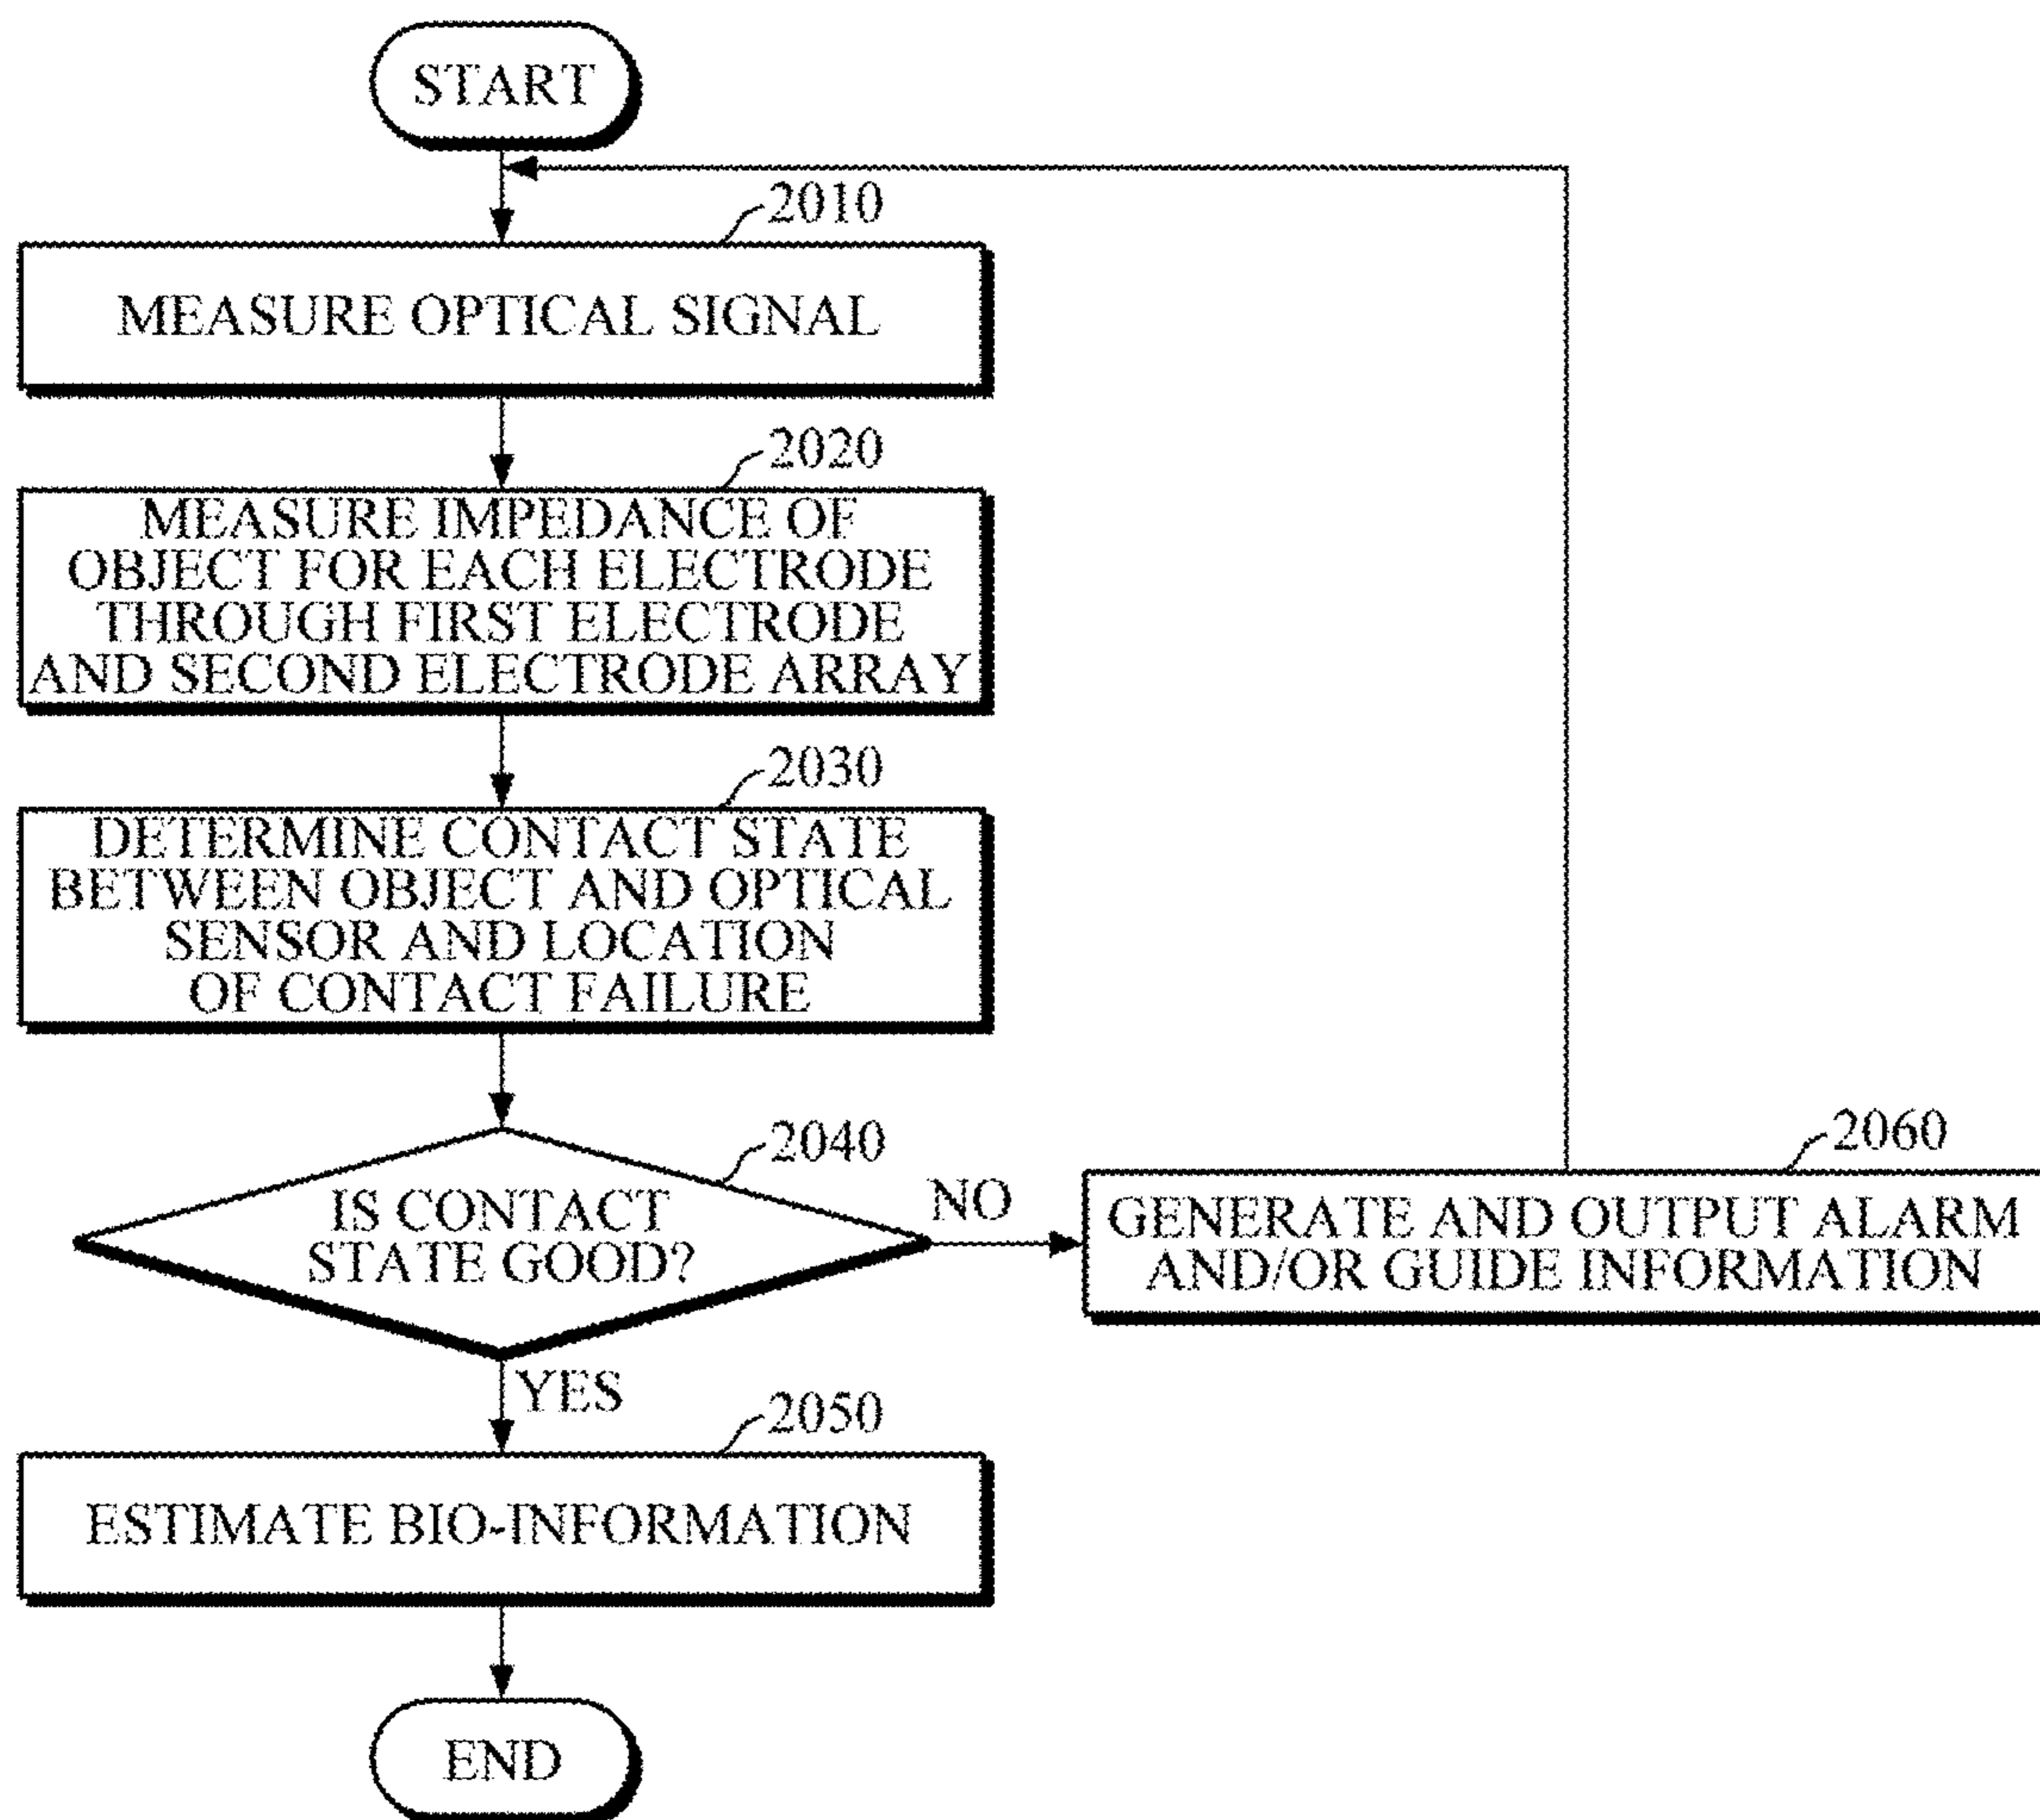 START
2010
MEASURE OPTICAL SIGNAL
2020
MEASURE IMPEDANCE OF
OBJECT FOR EACH ELECTRODE
THROUGH FIRST ELECTRODE
AND SECOND ELECTRODE ARRAY
2030
DETERMINE CONTACT STATE
BETWEEN OBJECT AND OPTICAL
SENSOR AND LOCATION
OF CONTACT FAILURE
2040
IS CONTACT
STATE GOOD?
NO
2060
GENERATE AND OUTPUT ALARM
AND/OR GUIDE INFORMATION
YES
2050
ESTIMATE BIO-INFORMATION
END